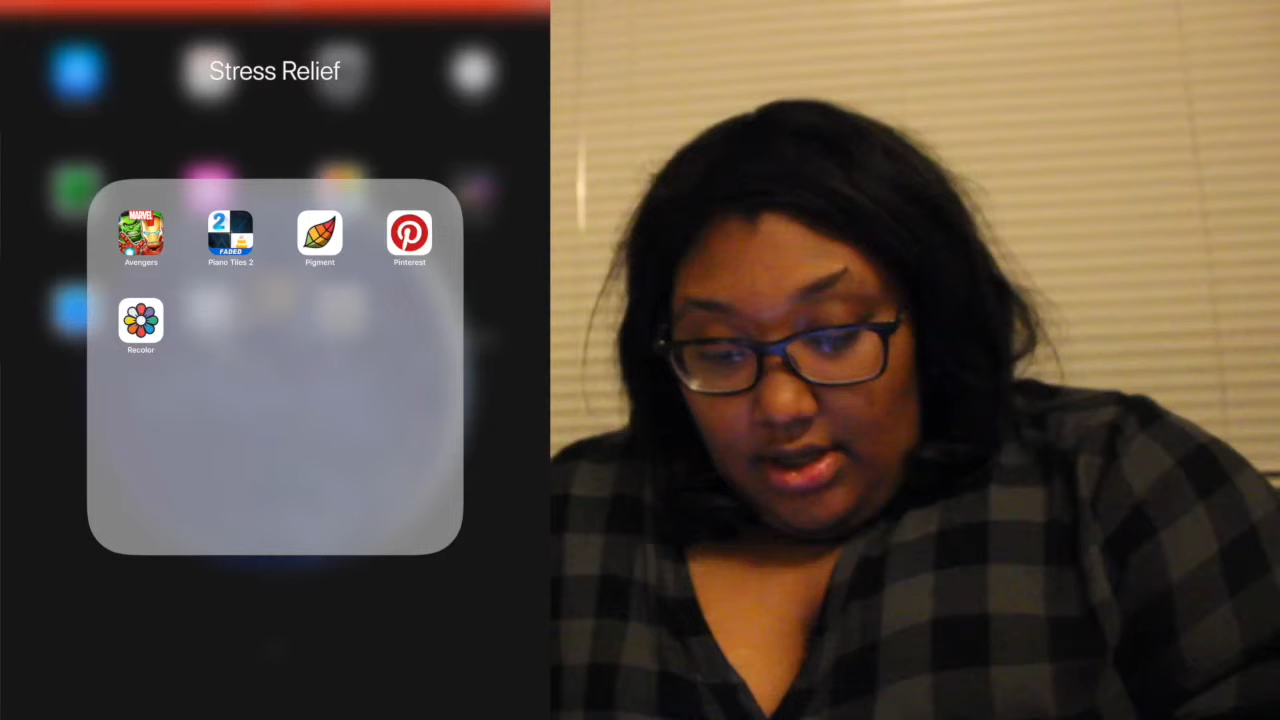 Stress Relief
MARVEL
2
FADED
Avengers
Piano Tiles 2
Pigment
Pinterest
Recolor